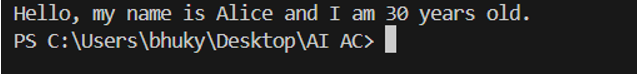 Hello, my name is Alice and I am 30 years old.
PS C:\Users\bhuky\Desktop\AI AC>